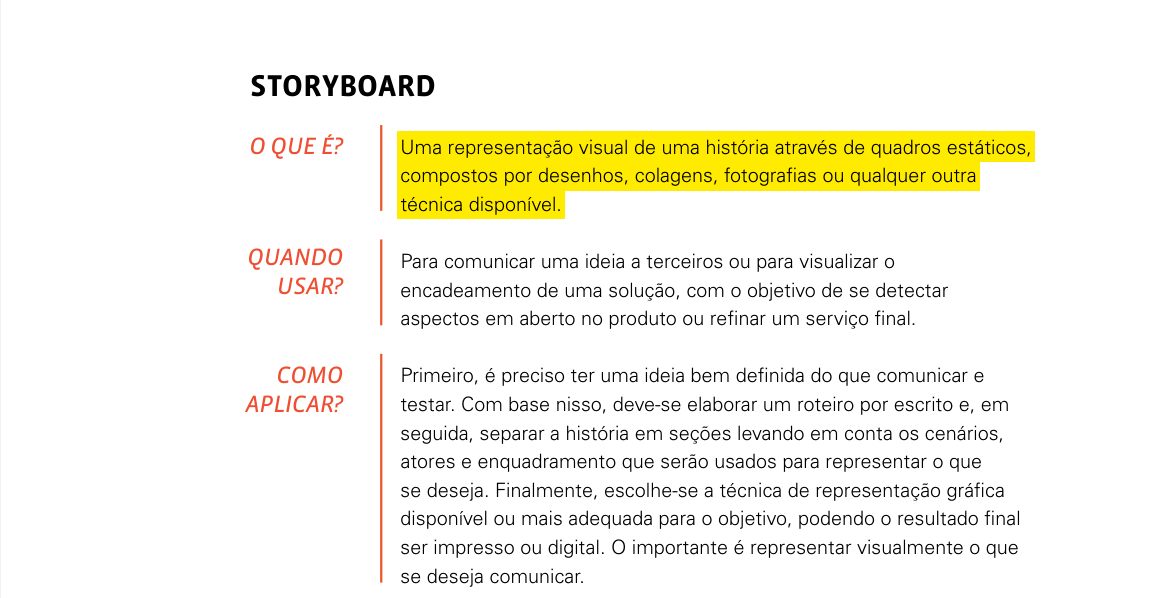 STORYBOARD
O QUE É?
Uma representação visual de uma história através de quadros estáticos,
compostos por desenhos, colagens, fotografias ou qualquer outra
técnica disponível.
QUANDO
USAR?
Para comunicar uma ideia a terceiros ou para visualizar o
encadeamento de uma solução, com o objetivo de se detectar
aspectos em aberto no produto ou refinar um serviço final.
COMO
APLICAR?
Primeiro, é preciso ter uma ideia bem definida do que comunicar e
testar. Com base nisso, deve-se elaborar um roteiro por escrito e, em
seguida, separar a história em seções levando em conta os cenários,
atores e enquadramento que serão usados para representar o que
se deseja. Finalmente, escolhe-se a técnica de representação gráfica
disponível ou mais adequada para o objetivo, podendo o resultado final
ser impresso ou digital. O importante é representar visualmente o que
se deseja comunicar.